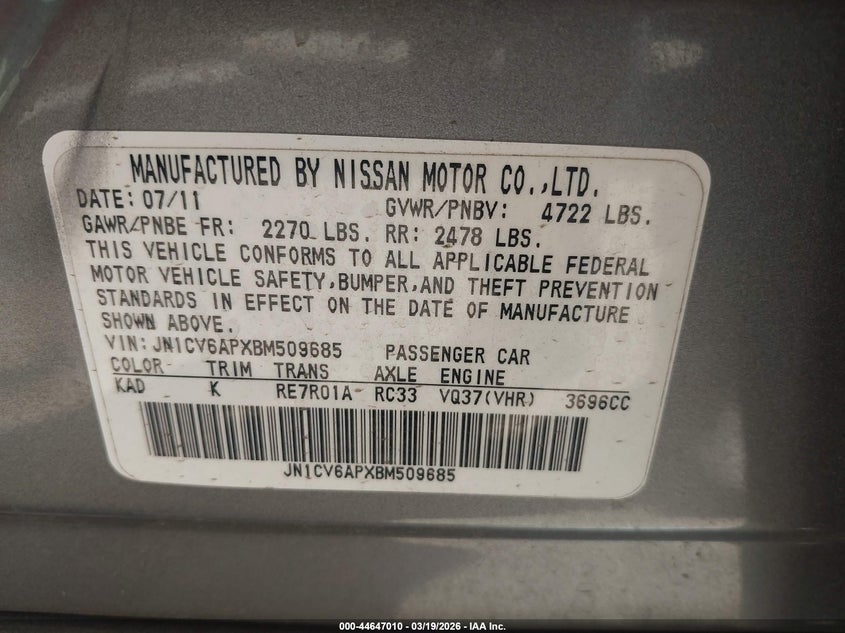 MANUFACTURED BY NISSAN MOTOR CO.,LTD.
DATE: 07/11 GVWR/PNBV: 4722 LBS.
GAWR/PNBE FR: 2270 LBS. RR: 2478 LBS.
THIS VEHICLE CONFORMS TO ALL APPLICABLE FEDERAL
MOTOR VEHICLE SAFETY,BUMPER,AND THEFT PREVENTION
STANDARDS IN EFFECT ON THE DATE OF MANUFACTURE
SHOWN ABOVE.
VIN:JN1CV6APXBM509685 PASSENGER CAR
COLOR TRIM TRANS AXLE ENGINE
KAD K RE7R01A RC33 VQ37(VHR) 3696CC
JN1CV6APXBM509685
000-44647010 - 03/19/2026 - IAA Inc.